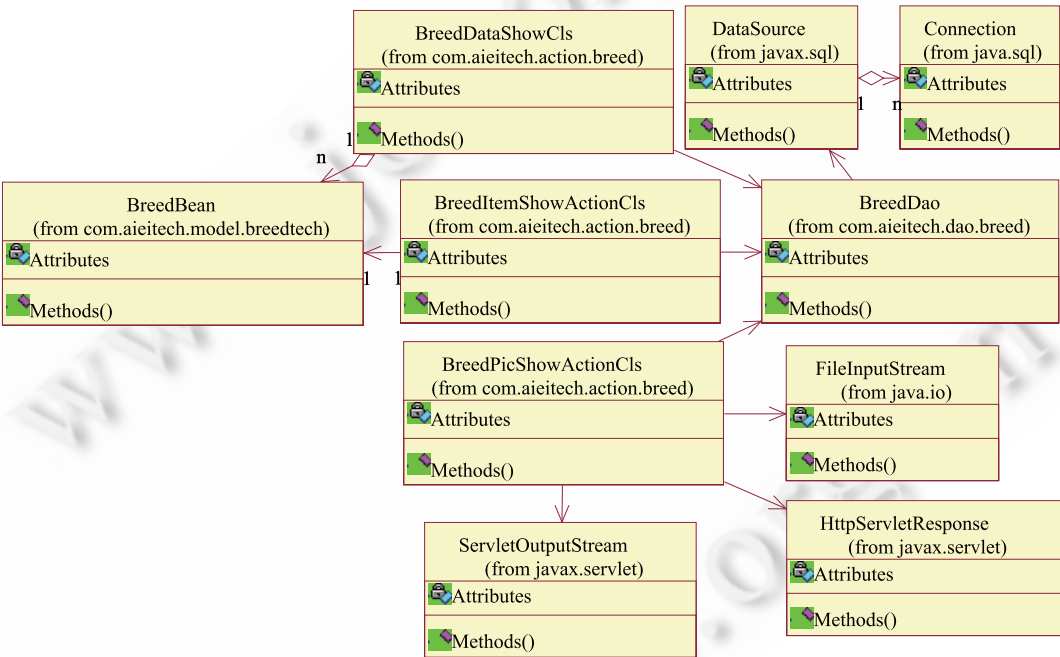 BreedDataShowCls
(from com.aieitech.action.breed)
Attributes
Methods()
DataSource
(from javax.sql)
Attributes
Methods()
Connection
(from java.sql)
Attributes
Methods()
1
n
1
n
BreedBean
(from com.aieitech.model.breedtech)
Attributes
Methods()
BreedItemShowActionCls
(from com.aieitech.action.breed)
Attributes
Methods()
BreedDao
(from com.aieitech.dao.breed)
Attributes
Methods()
1
1
BreedPicShowActionCls
(from com.aieitech.action.breed)
Attributes
Methods()
FileInputStream
(from java.io)
Attributes
Methods()
ServletOutputStream
(from javax.servlet)
Attributes
Methods()
HttpServletResponse
(from javax.servlet)
Attributes
Methods()